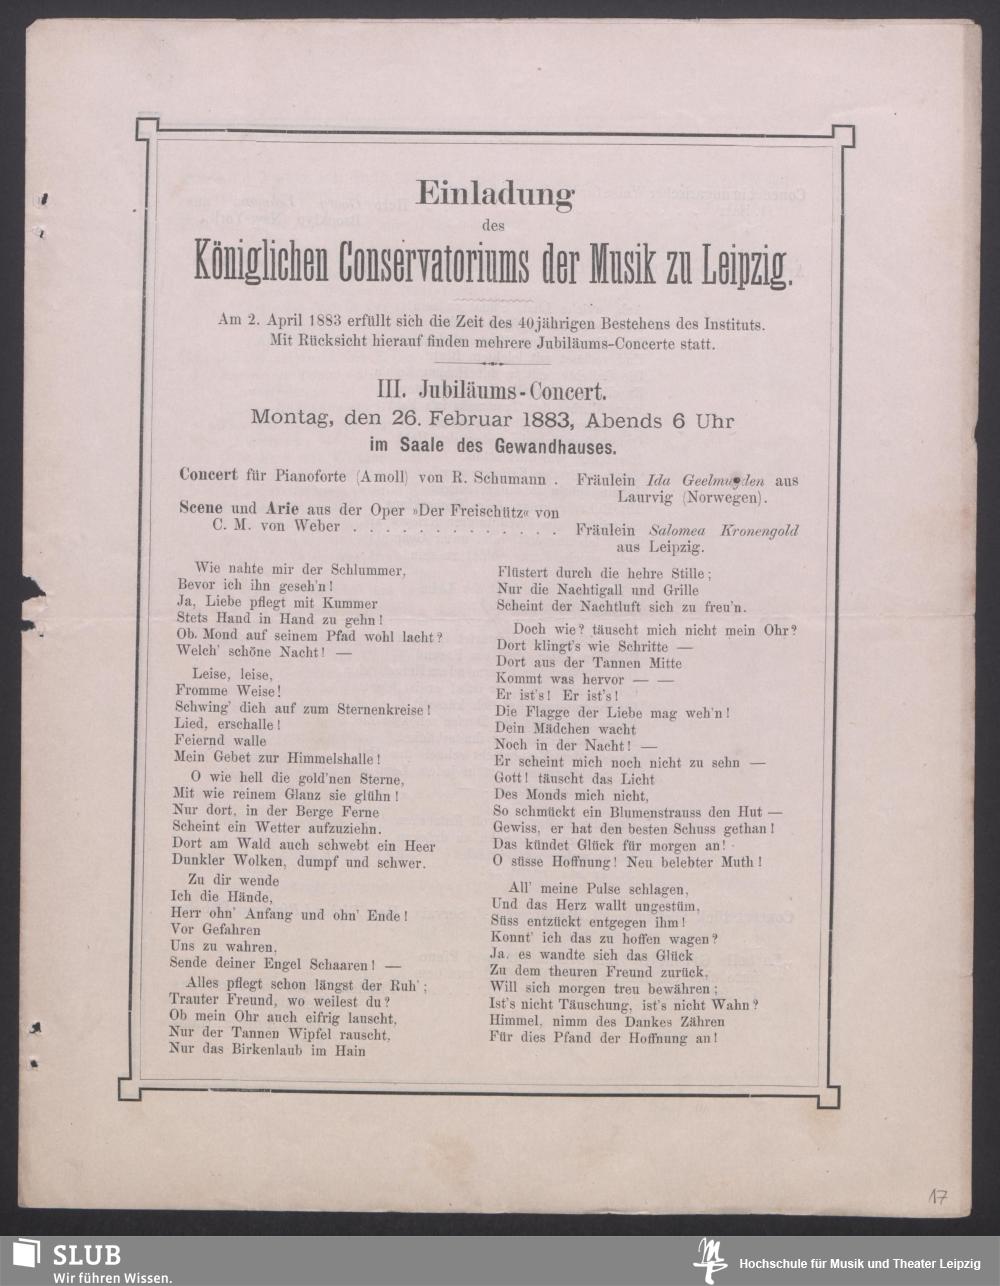 Einladung
des
Königlichen Conservatoriums der Musik zu Leipzig.
Am 2. April 1883 erfüllt sich die Zeit des 40jährigen Bestehens des Instituts.
Mit Rücksicht hierauf finden mehrere Jubiläums-Concerte statt.
III. Jubiläums-Concert.
Montag, den 26. Februar 1883, Abends 6 Uhr
im Saale des Gewandhauses.
Concert für Pianoforte (A moll) von R. Schumann . Fräulein Ida Geelmuyden aus
Laurvig (Norwegen).
Scene und Arie aus der Oper »Der Freischütz« von
C. M. von Weber . . . . . . . . . . . . . Fräulein Salomea Kronengold
aus Leipzig.
Wie nahte mir der Schlummer,
Bevor ich ihn geseh'n!
Ja, Liebe pflegt mit Kummer
Stets Hand in Hand zu gehn!
Ob. Mond auf seinem Pfad wohl lacht?
Welch' schöne Nacht! —
Leise, leise,
Fromme Weise!
Schwing' dich auf zum Sternenkreise!
Lied, erschalle!
Feiernd walle
Mein Gebet zur Himmelshalle!
O wie hell die gold'nen Sterne,
Mit wie reinem Glanz sie glühn!
Nur dort, in der Berge Ferne
Scheint ein Wetter aufzuziehn.
Dort am Wald auch schwebt ein Heer
Dunkler Wolken, dumpf und schwer.
Zu dir wende
Ich die Hände,
Herr ohn' Anfang und ohn' Ende!
Vor Gefahren
Uns zu wahren,
Sende deiner Engel Schaaren! —
Alles pflegt schon längst der Ruh';
Trauter Freund, wo weilest du?
Ob mein Ohr auch eifrig lauscht,
Nur der Tannen Wipfel rauscht,
Nur das Birkenlaub im Hain
Flüstert durch die hehre Stille;
Nur die Nachtigall und Grille
Scheint der Nachtluft sich zu freu'n.
Doch wie? täuscht mich nicht mein Ohr?
Dort klingt's wie Schritte —
Dort aus der Tannen Mitte
Kommt was hervor — —
Er ist's! Er ist's!
Die Flagge der Liebe mag weh'n!
Dein Mädchen wacht
Noch in der Nacht! —
Er scheint mich noch nicht zu sehn —
Gott! täuscht das Licht
Des Monds mich nicht,
So schmückt ein Blumenstrauss den Hut —
Gewiss, er hat den besten Schuss gethan!
Das kündet Glück für morgen an!
O süsse Hoffnung! Neu belebter Muth!
All' meine Pulse schlagen,
Und das Herz wallt ungestüm,
Süss entzückt entgegen ihm!
Konnt' ich das zu hoffen wagen?
Ja, es wandte sich das Glück
Zu dem theuren Freund zurück,
Will sich morgen treu bewähren;
Ist's nicht Täuschung, ist's nicht Wahn?
Himmel, nimm des Dankes Zähren
Für dies Pfand der Hoffnung an!
17
SLUB
Wir führen Wissen.
Hochschule für Musik und Theater Leipzig